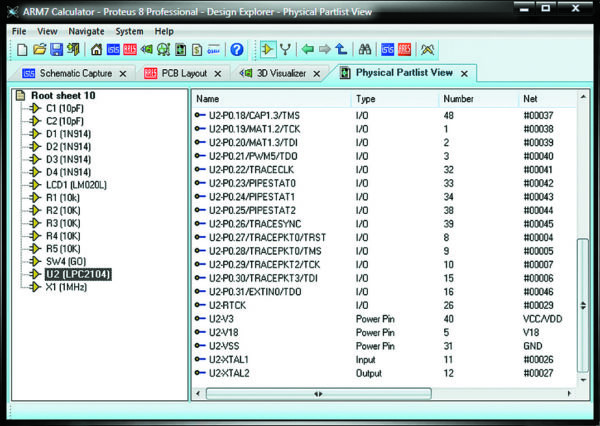 ARM7 Calculator - Proteus 8 Professional - Design Explorer - Physical Partlist View
File View Navigate System Help
Schematic Capture PCB Layout 3D Visualizer Physical Partlist View
Root sheet 10
C1 (10pF)
C2 (10pF)
D1 (1N914)
D2 (1N914)
D3 (1N914)
D4 (1N914)
LCD1 (LM020L)
R1 (10k)
R2 (10K)
R3 (10K)
R4 (10K)
R5 (10K)
SW4 (GO)
U2 (LPC2104)
X1 (1MHz)
Name Type Number Net
U2-P0.18/CAP1.3/TMS I/O 48 #00037
U2-P0.19/MAT1.2/TCK I/O 1 #00038
U2-P0.20/MAT1.3/TDI I/O 2 #00039
U2-P0.21/PWM5/TDO I/O 3 #00040
U2-P0.22/TRACECLK I/O 32 #00041
U2-P0.23/PIPESTAT0 I/O 33 #00042
U2-P0.24/PIPESTAT1 I/O 34 #00043
U2-P0.25/PIPESTAT2 I/O 38 #00044
U2-P0.26/TRACESYNC I/O 39 #00045
U2-P0.27/TRACEPKT0/TRST I/O 8 #00004
U2-P0.28/TRACEPKT0/TMS I/O 9 #00005
U2-P0.29/TRACEPKT2/TCK I/O 10 #00007
U2-P0.30/TRACEPKT3/TDI I/O 15 #00006
U2-P0.31/EXTIN0/TDO I/O 16 #00046
U2-RTCK I/O 26 #00029
U2-V3 Power Pin 40 VCC/VDD
U2-V18 Power Pin 5 V18
U2-VSS Power Pin 31 GND
U2-XTAL1 Input 11 #00026
U2-XTAL2 Output 12 #00027